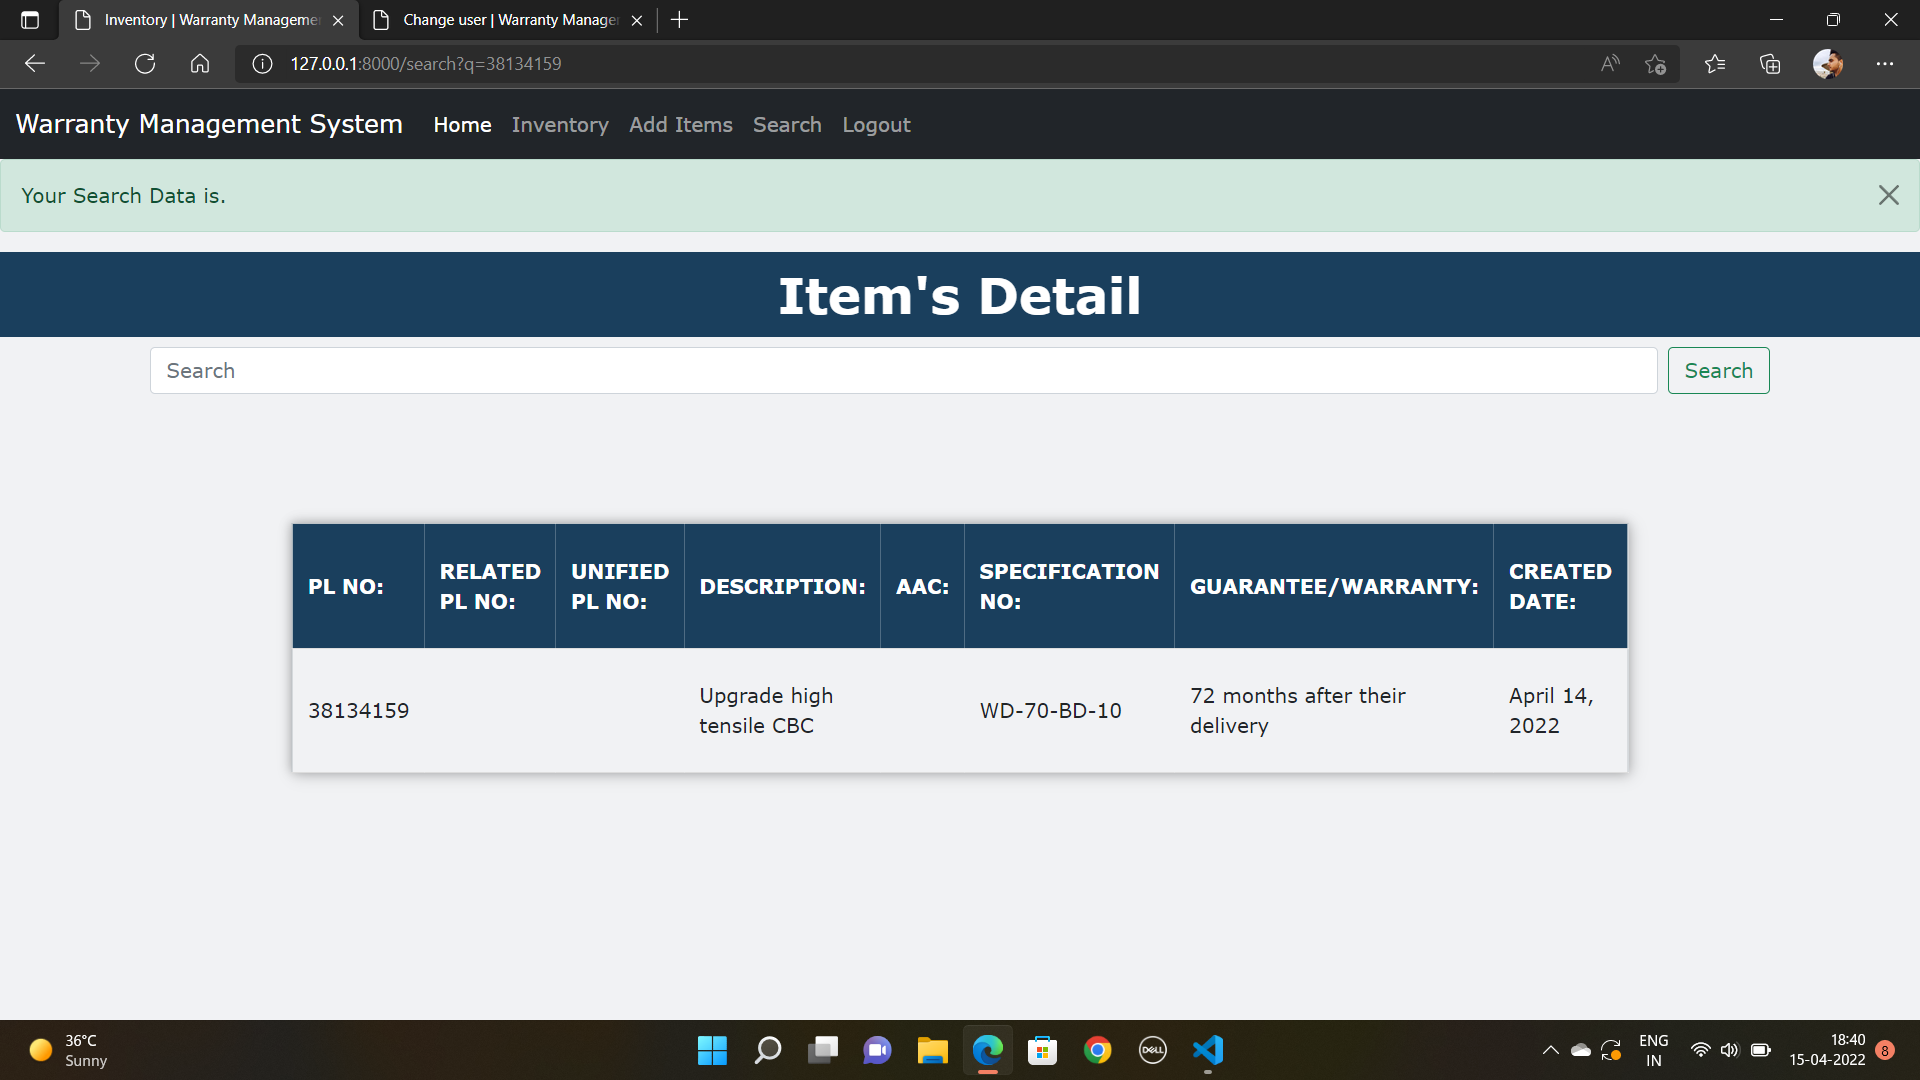 Inventory | Warranty Manageme
Change user | Warranty Manage
127.0.0.1:8000/search?q=38134159
Warranty Management System Home Inventory Add Items Search Logout
Your Search Data is.
Item's Detail
Search
Search
PL NO:
RELATED
PL NO:
UNIFIED
PL NO:
DESCRIPTION:
AAC:
SPECIFICATION
NO:
GUARANTEE/WARRANTY:
CREATED
DATE:
38134159
Upgrade high
tensile CBC
WD-70-BD-10
72 months after their
delivery
April 14,
2022
36°C
Sunny
DELL
ENG
IN
18:40
15-04-2022
8